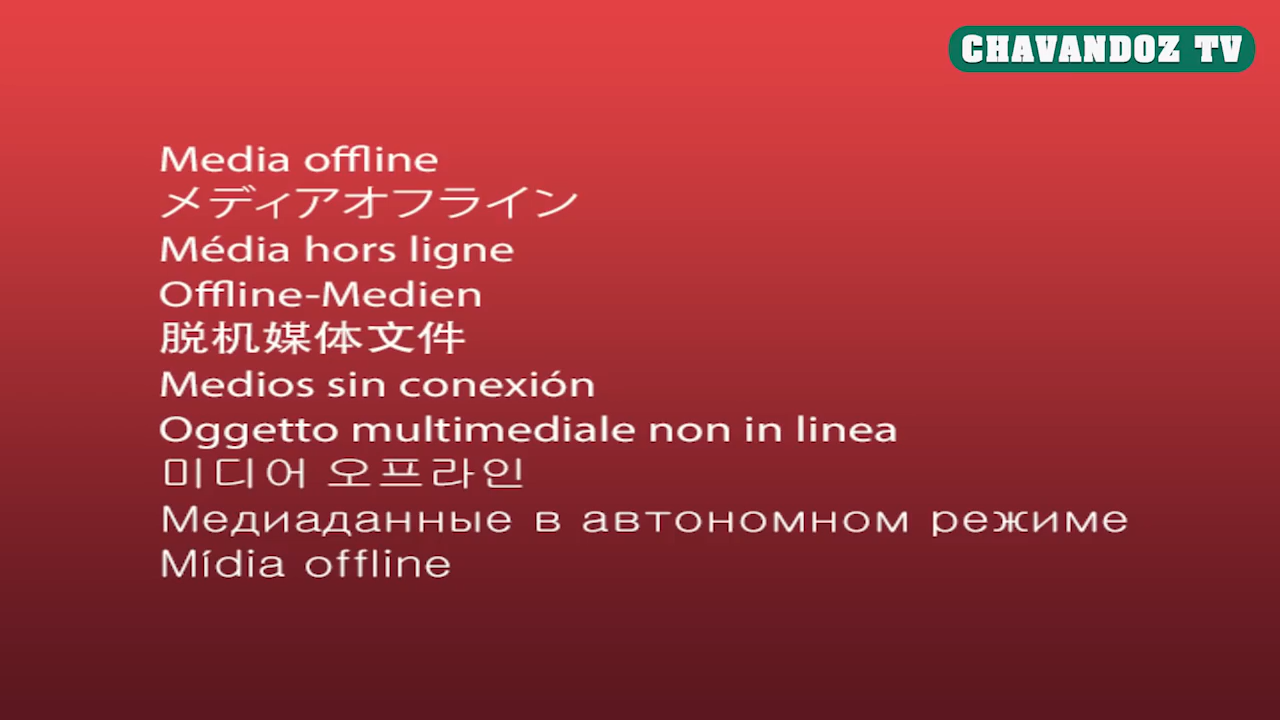 CHAVANDOZ TV
Media offline
メディアオフライン
Média hors ligne
Offline-Medien
脱机媒体文件
Medios sin conexión
Oggetto multimediale non in linea
미디어 오프라인
Медиаданные в автономном режиме
Mídia offline